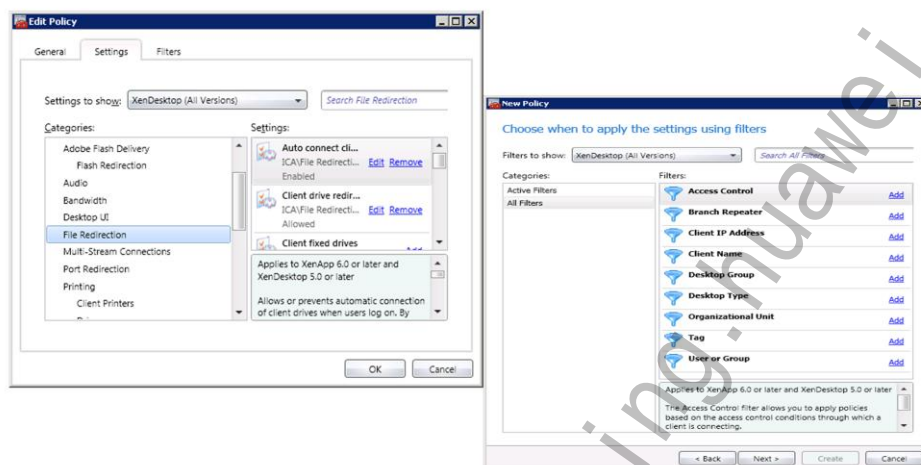 Edit Policy
General Settings Filters
Settings to show: XenDesktop (All Versions) Search File Redirection
Categories:
Adobe Flash Delivery
Flash Redirection
Audio
Bandwidth
Desktop UI
File Redirection
Multi-Stream Connections
Port Redirection
Printing
Client Printers
Settings:
Auto connect cli...
ICA\File Redirecti... Edit Remove
Enabled
Client drive redir...
ICA\File Redirecti... Edit Remove
Allowed
Client fixed drives
Applies to XenApp 6.0 or later and
XenDesktop 5.0 or later
Allows or prevents automatic connection
of client drives when users log on. By
OK Cancel
New Policy
Choose when to apply the settings using filters
Filters to show: XenDesktop (All Versions) Search All Filters
Categories:
Active Filters
All Filters
Filters:
Access Control Add
Branch Repeater Add
Client IP Address Add
Client Name Add
Desktop Group Add
Desktop Type Add
Organizational Unit Add
Tag Add
User or Group Add
Applies to XenApp 6.0 or later and XenDesktop 5.0 or later
The Access Control filter allows you to apply policies
based on the access control conditions through which a
client is connecting.
< Back Next > Create Cancel
ing.huawei